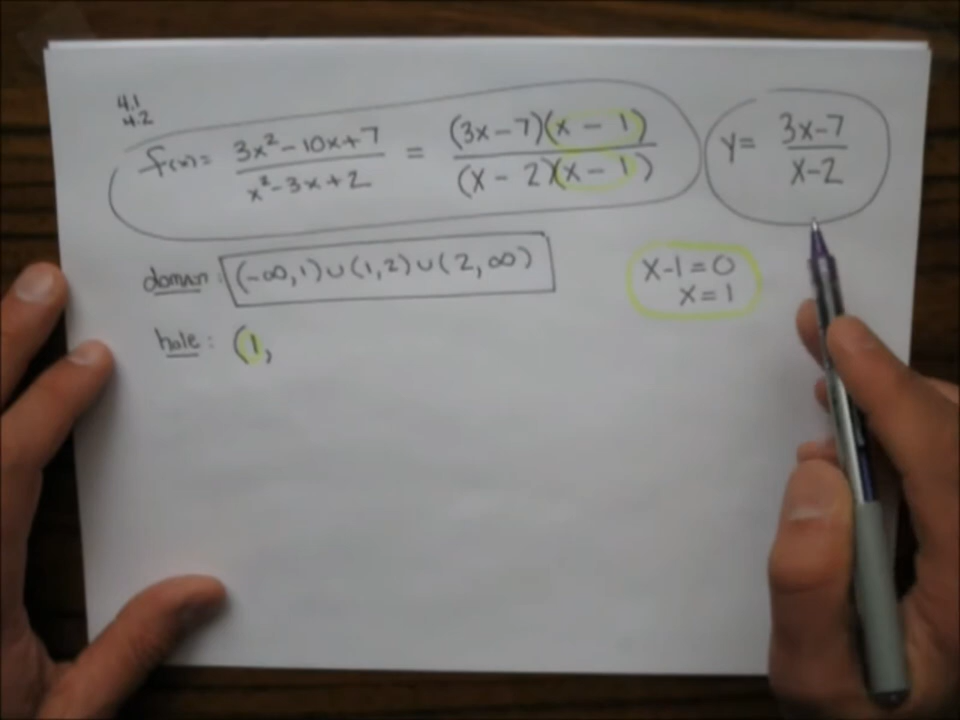 4.1
4.2
f(x) = 3x² - 10x + 7 / x² - 3x + 2 = (3x - 7)(x - 1) / (x - 2)(x - 1)
y = 3x - 7 / x - 2
domain: (-∞, 1) ∪ (1, 2) ∪ (2, ∞)
x - 1 = 0
x = 1
hole: (1,